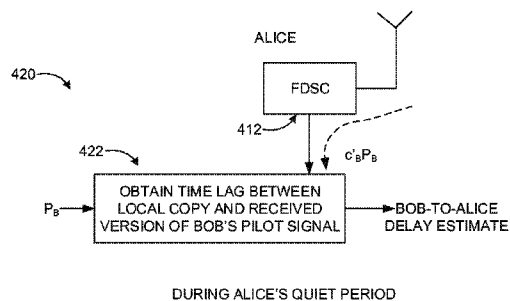 ALICE
420
FDSC
412
422
c'BPB
OBTAIN TIME LAG BETWEEN
LOCAL COPY AND RECEIVED
VERSION OF BOB'S PILOT SIGNAL
PB
BOB-TO-ALICE
DELAY ESTIMATE
DURING ALICE'S QUIET PERIOD